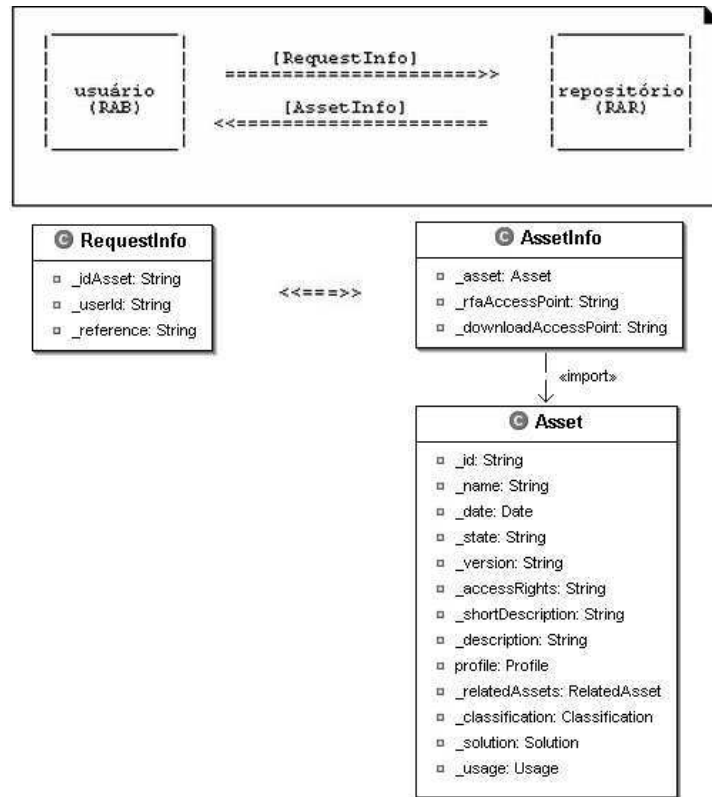 [RequestInfo]
=======================>>
usuário
(RAB)
repositório
(RAR)
[AssetInfo]
<<=======================
C RequestInfo
_idAsset: String
_userId: String
_reference: String
<<===>>
C AssetInfo
_asset: Asset
_rfaAccessPoint: String
_downloadAccessPoint: String
«import»
C Asset
_id: String
_name: String
_date: Date
_state: String
_version: String
_accessRights: String
_shortDescription: String
_description: String
profile: Profile
_relatedAssets: RelatedAsset
_classification: Classification
_solution: Solution
_usage: Usage